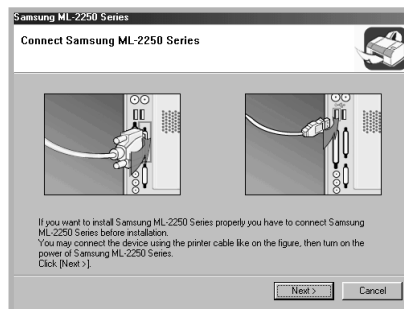 Samsung ML-2250 Series
Connect Samsung ML-2250 Series
If you want to install Samsung ML-2250 Series properly you have to connect Samsung
ML-2250 Series before installation.
You may connect the device using the printer cable like on the figure, then turn on the
power of Samsung ML-2250 Series.
Click [Next >].
Next >
Cancel